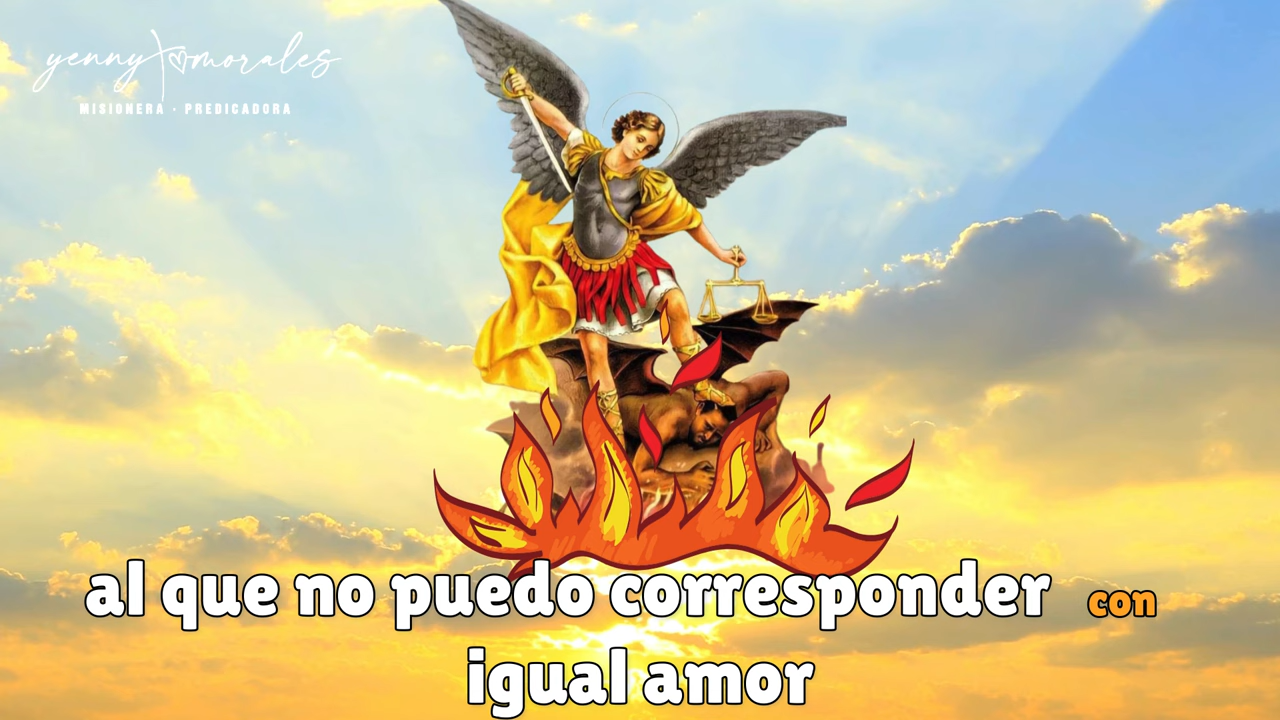 yenny morales
MISIONERA · PREDICADORA
al que no puedo corresponder con
igual amor